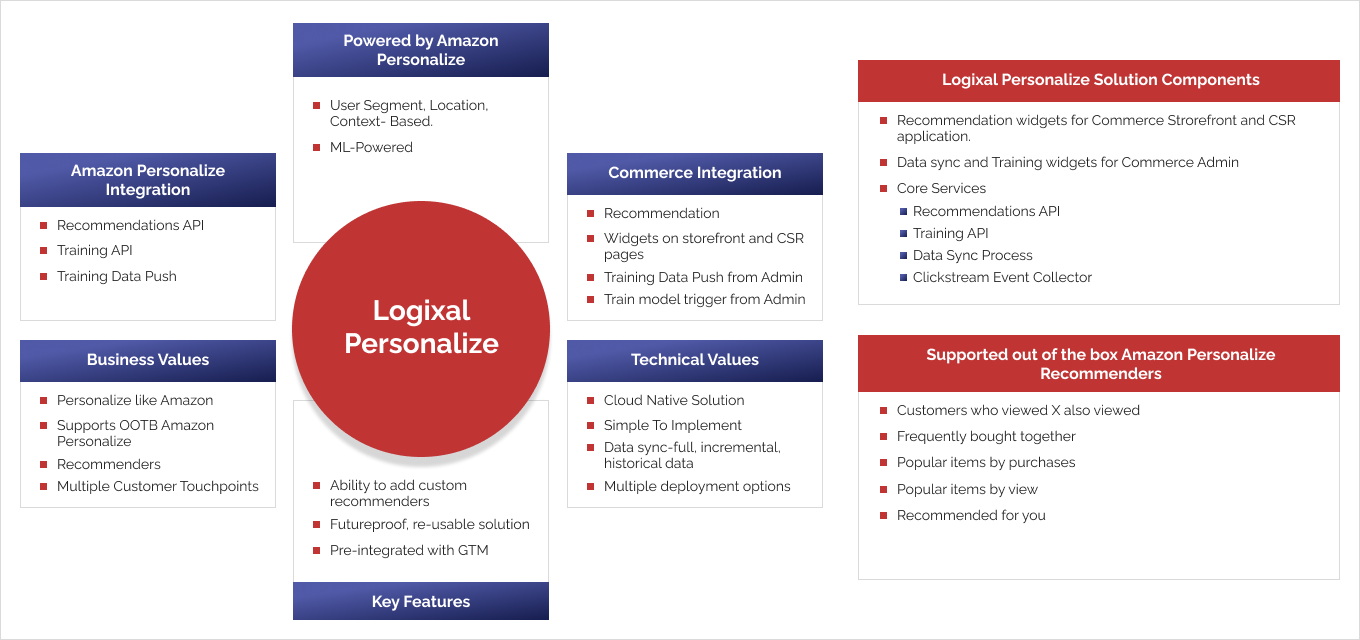 Powered by Amazon
Personalize
User Segment, Location,
Context- Based.
ML-Powered
Amazon Personalize
Integration
Recommendations API
Training API
Training Data Push
Commerce Integration
Recommendation
Widgets on storefront and CSR
pages
Training Data Push from Admin
Train model trigger from Admin
Logixal
Personalize
Business Values
Personalize like Amazon
Supports OOTB Amazon
Personalize
Recommenders
Multiple Customer Touchpoints
Technical Values
Cloud Native Solution
Simple To Implement
Data sync-full, incremental,
historical data
Multiple deployment options
Ability to add custom
recommenders
Futureproof, re-usable solution
Pre-integrated with GTM
Key Features
Logixal Personalize Solution Components
Recommendation widgets for Commerce Strorefront and CSR
application.
Data sync and Training widgets for Commerce Admin
Core Services
Recommendations API
Training API
Data Sync Process
Clickstream Event Collector
Supported out of the box Amazon Personalize
Recommenders
Customers who viewed X also viewed
Frequently bought together
Popular items by purchases
Popular items by view
Recommended for you